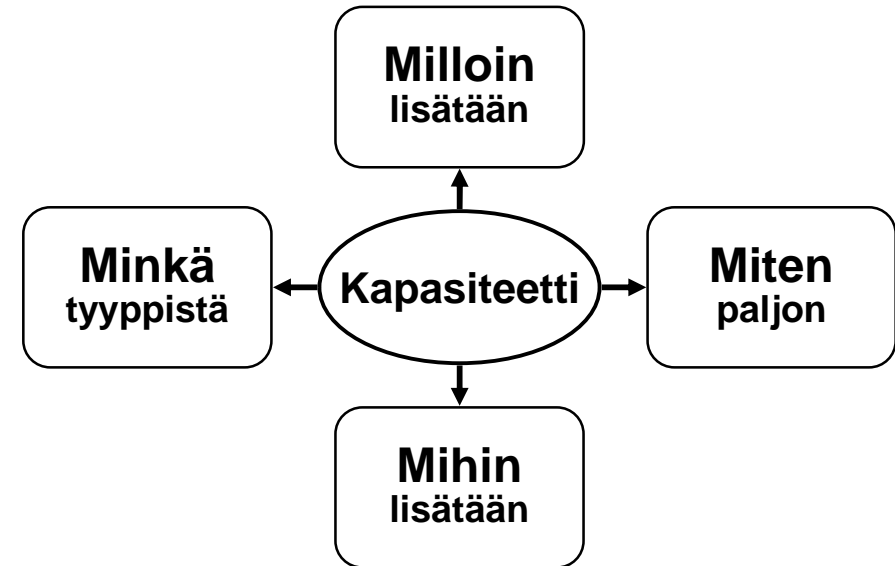 Milloin
lisätään
Minkä
tyyppistä
Kapasiteetti
Miten
paljon
Mihin
lisätään